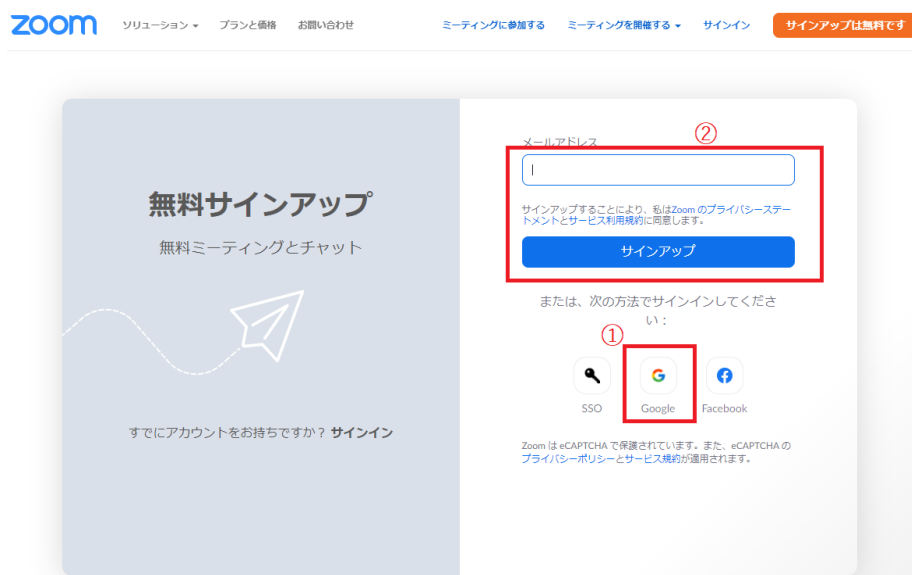 zoom ソリューション プランと価格 お問い合わせ ミーティングに参加する ミーティングを開催する サインイン サインアップは無料です
無料サインアップ
無料ミーティングとチャット
すでにアカウントをお持ちですか？ サインイン
②
メールアドレス
サインアップすることにより、私はZoom のプライバシーステー
トメントとサービス利用規約に同意します。
サインアップ
または、次の方法でサインインしてくださ
い：
①
SSO Google Facebook
Zoom は eCAPTCHA で保護されています。また、eCAPTCHA の
プライバシーポリシーとサービス規約が適用されます。